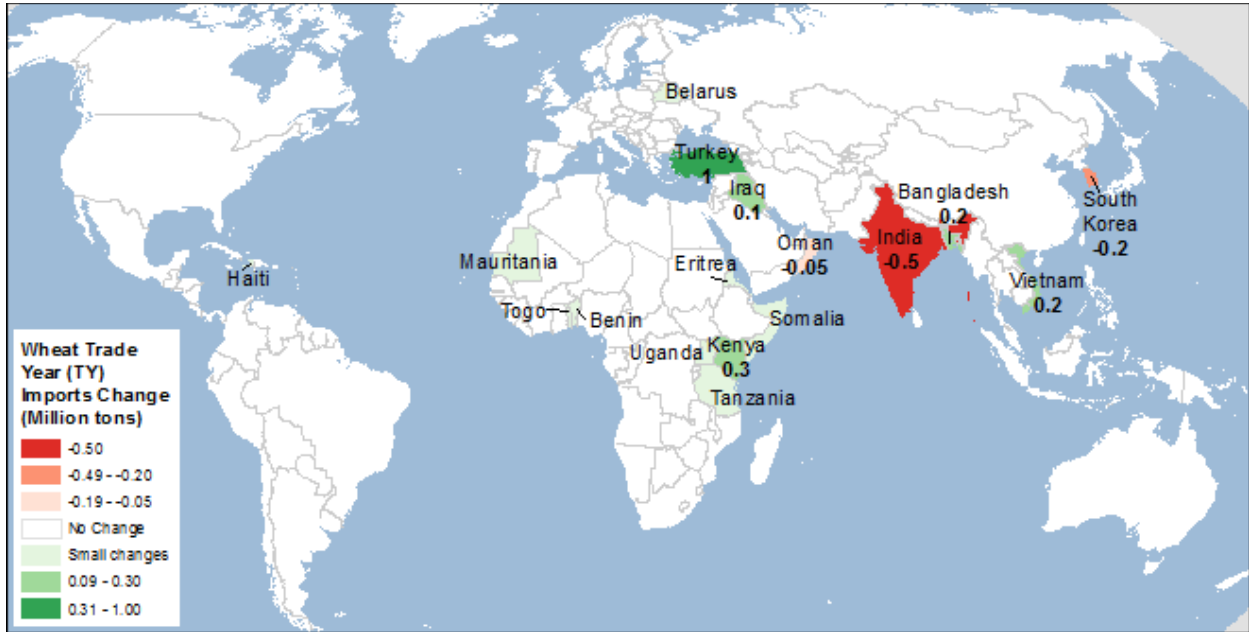 Belarus
Turkey
1
Iraq
0.1
Bangladesh
0.2
South
Korea
-0.2
Oman
-0.05
India
-0.5
Mauritania
Eritrea
Haiti
Vietnam
0.2
Togo
Benin
Somalia
Uganda
Kenya
0.3
Tanzania
Wheat Trade
Year (TY)
Imports Change
(Million tons)
-0.50
-0.49 - -0.20
-0.19 - -0.05
No Change
Small changes
0.09 - 0.30
0.31 - 1.00